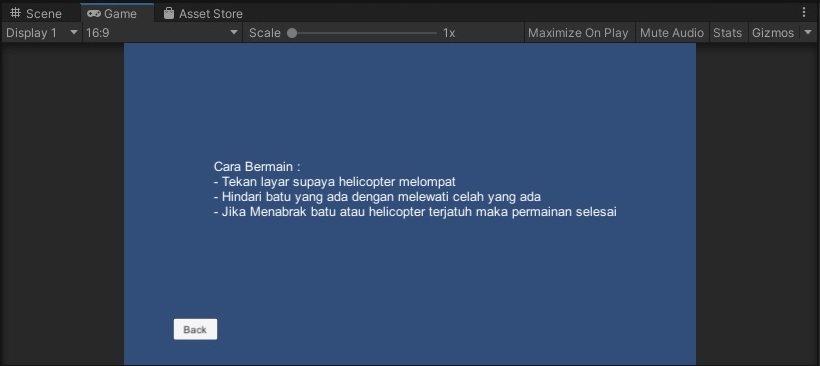 Scene Game Asset Store
Display 1 16:9 Scale 1x Maximize On Play Mute Audio Stats Gizmos
Cara Bermain :
- Tekan layar supaya helicopter melompat
- Hindari batu yang ada dengan melewati celah yang ada
- Jika Menabrak batu atau helicopter terjatuh maka permainan selesai
Back